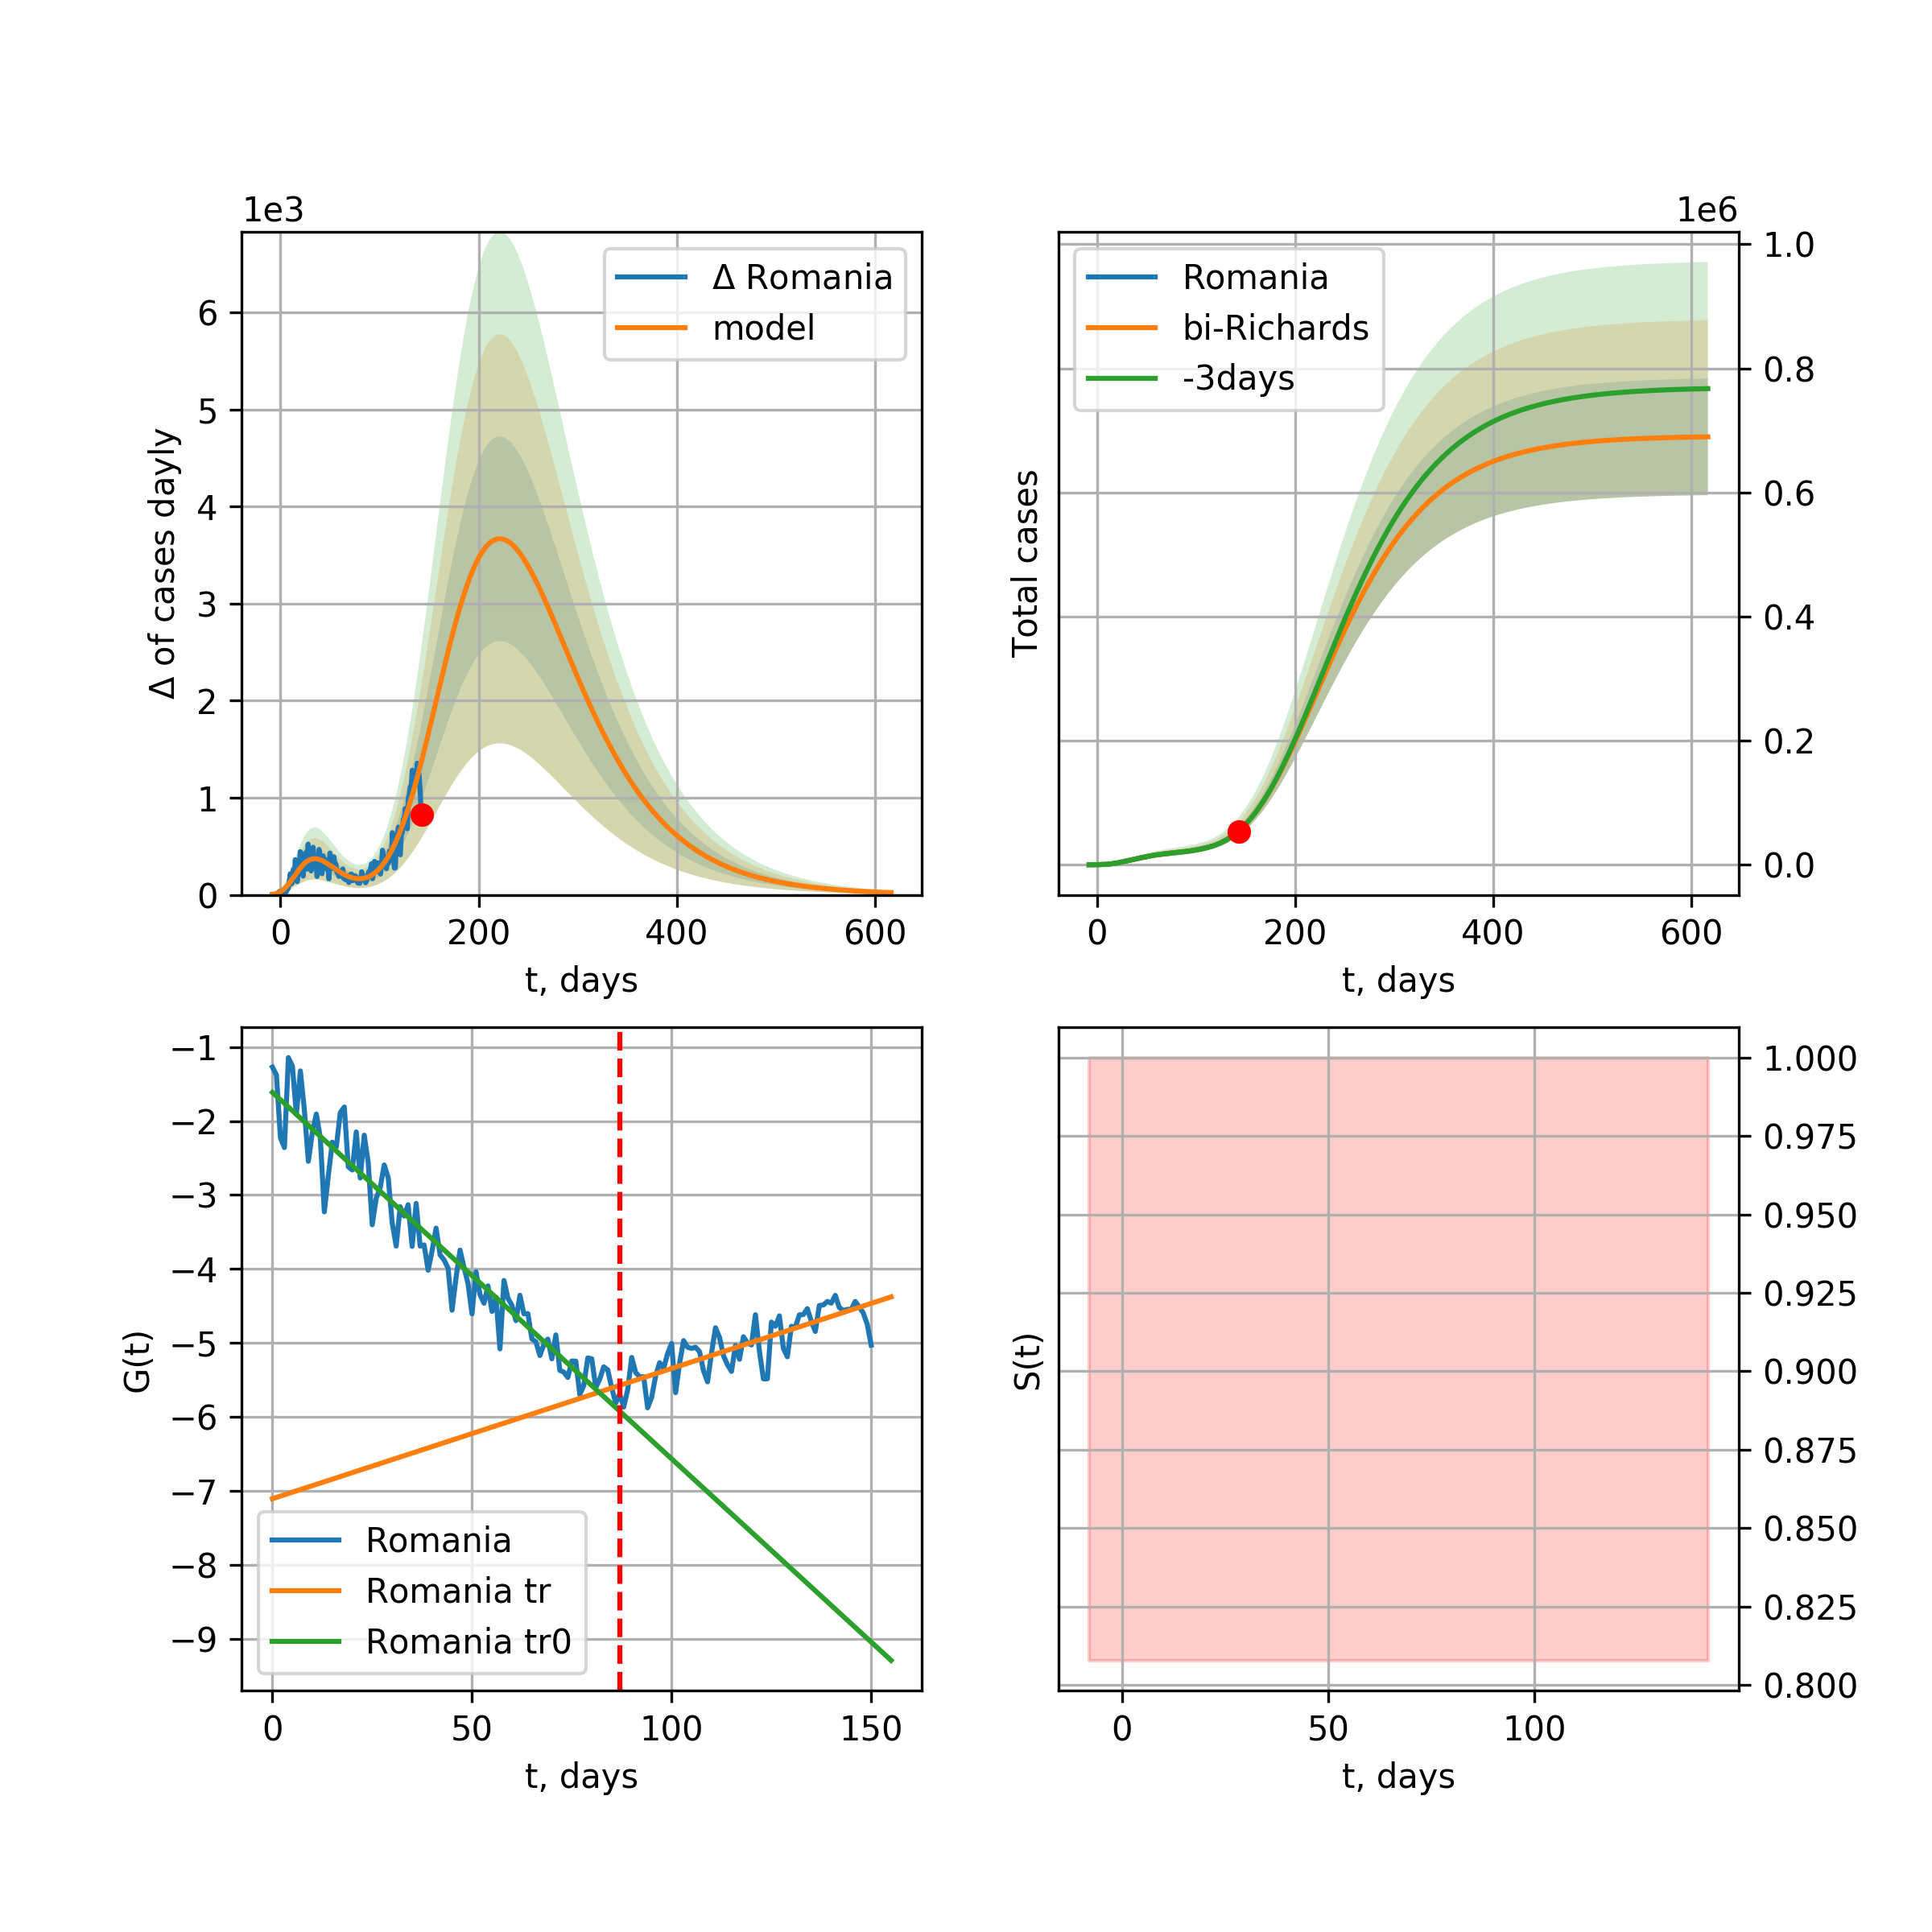 1e3
6
5
4
3
2
1
0
Δ of cases dayly
0 200 400 600
t, days
Δ Romania
model
1e6
1.0
0.8
0.6
0.4
0.2
0.0
Total cases
0 200 400 600
t, days
Romania
bi-Richards
-3days
−1
−2
−3
−4
−5
−6
−7
−8
−9
G(t)
0 50 100 150
t, days
Romania
Romania tr
Romania tr0
1.000
0.975
0.950
0.925
0.900
0.875
0.850
0.825
0.800
S(t)
0 50 100
t, days